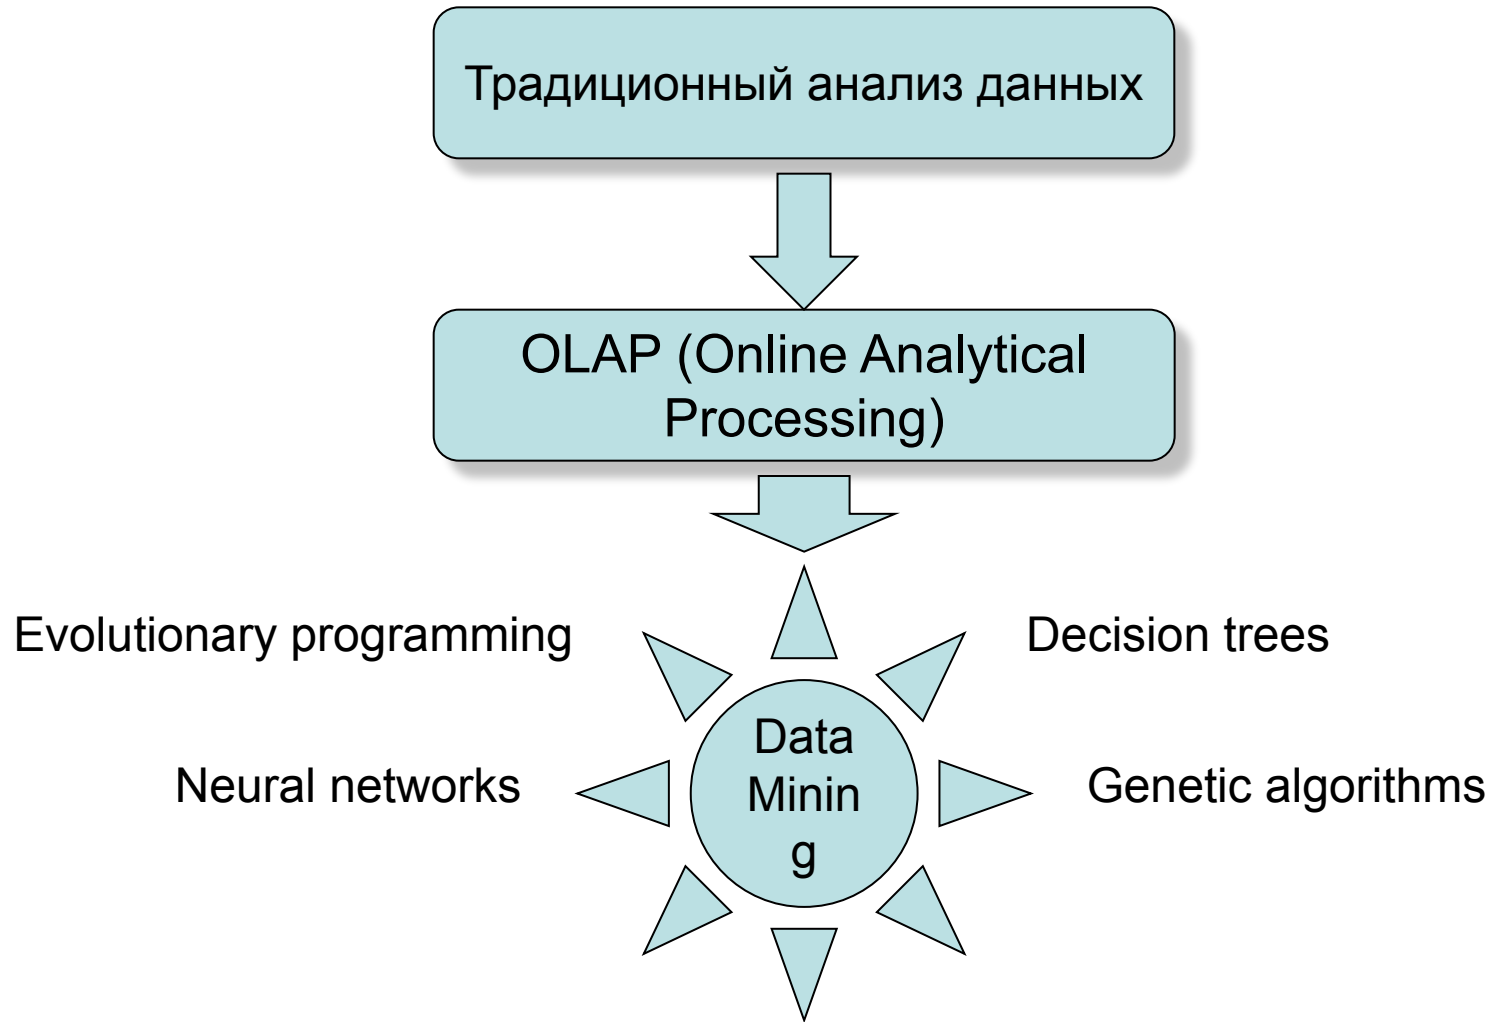 Традиционный анализ данных
OLAP (Online Analytical
Processing)
Evolutionary programming
Decision trees
Data
Minin
g
Neural networks
Genetic algorithms